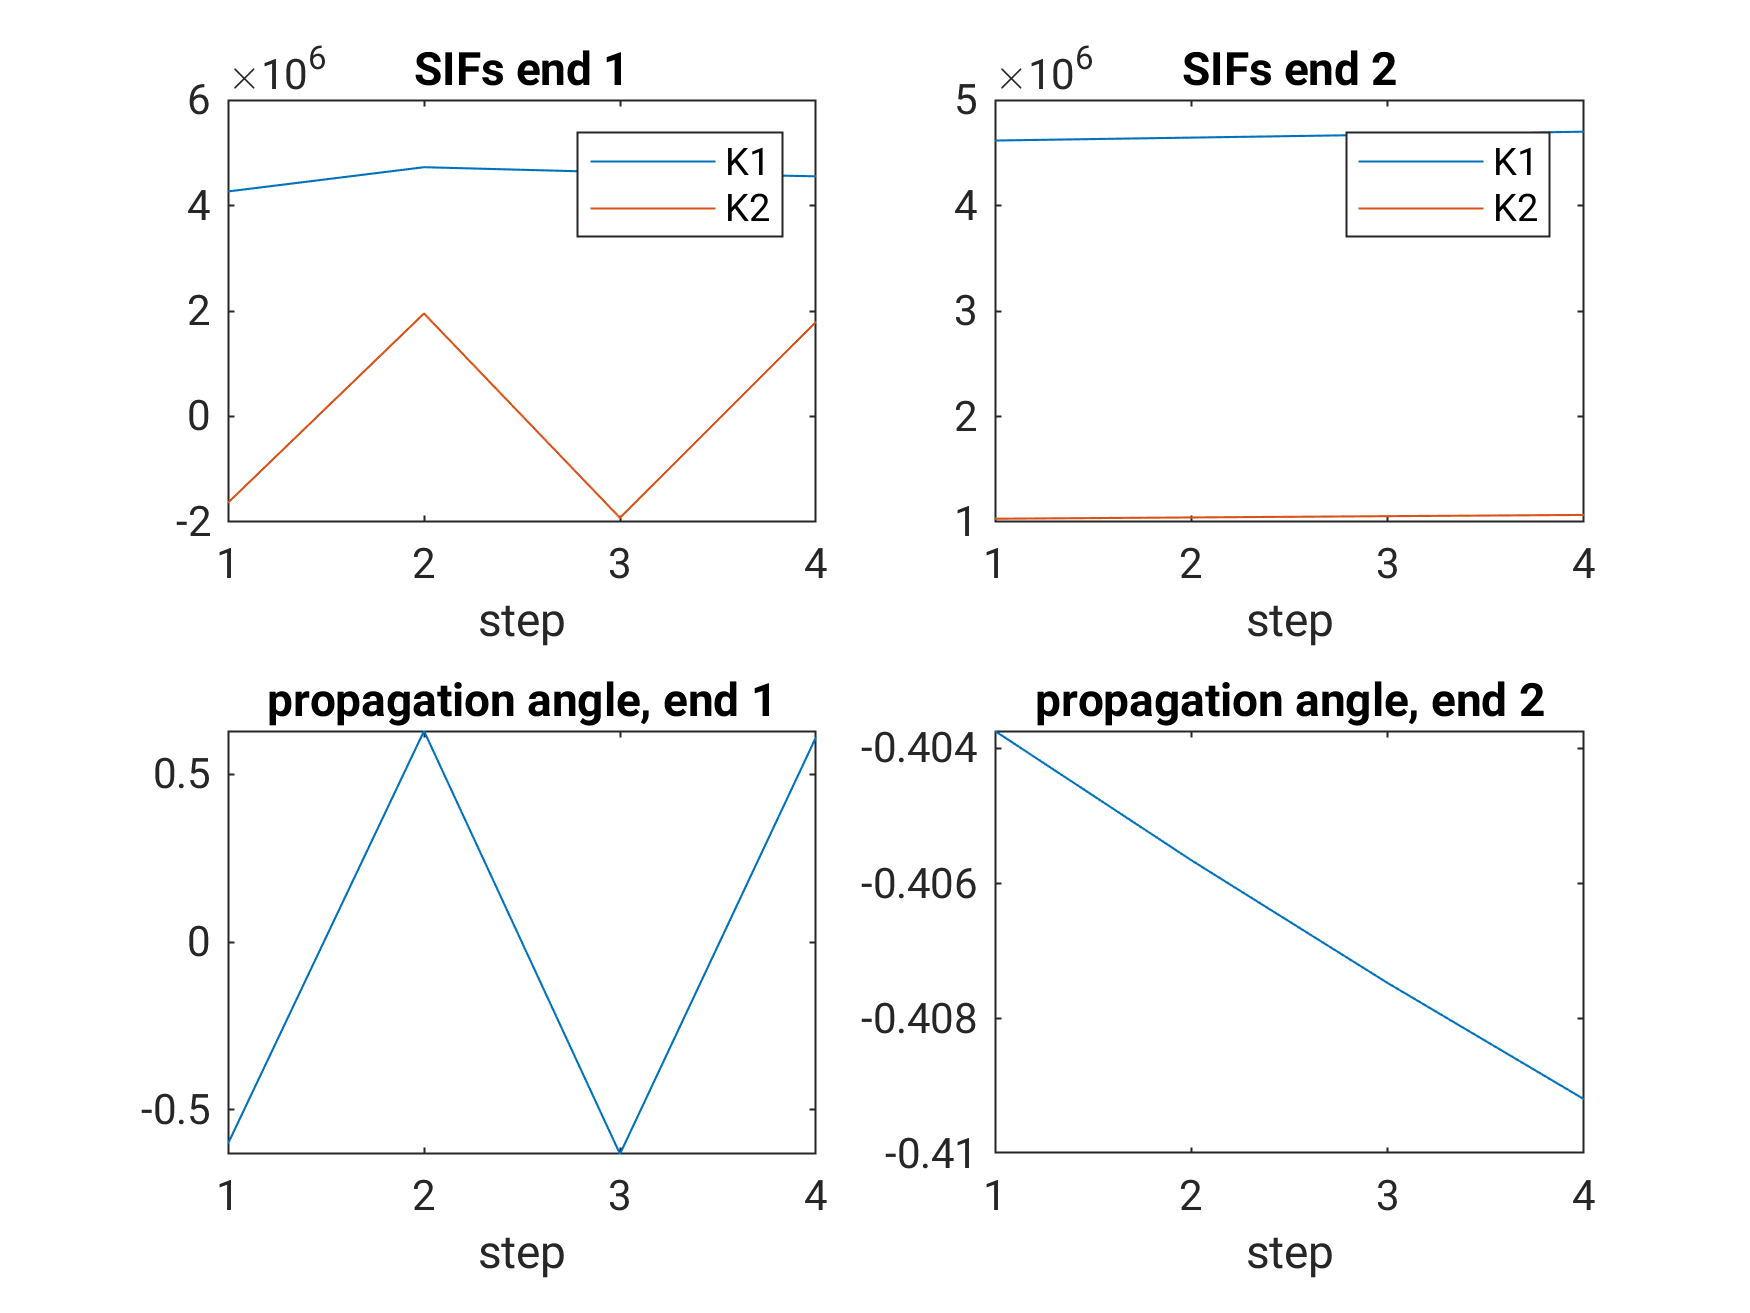 ×10^6
SIFs end 1
6
4
2
0
-2
K1
K2
1 2 3 4
step
×10^6
SIFs end 2
5
4
3
2
1
K1
K2
1 2 3 4
step
propagation angle, end 1
0.5
0
-0.5
1 2 3 4
step
propagation angle, end 2
-0.404
-0.406
-0.408
-0.41
1 2 3 4
step